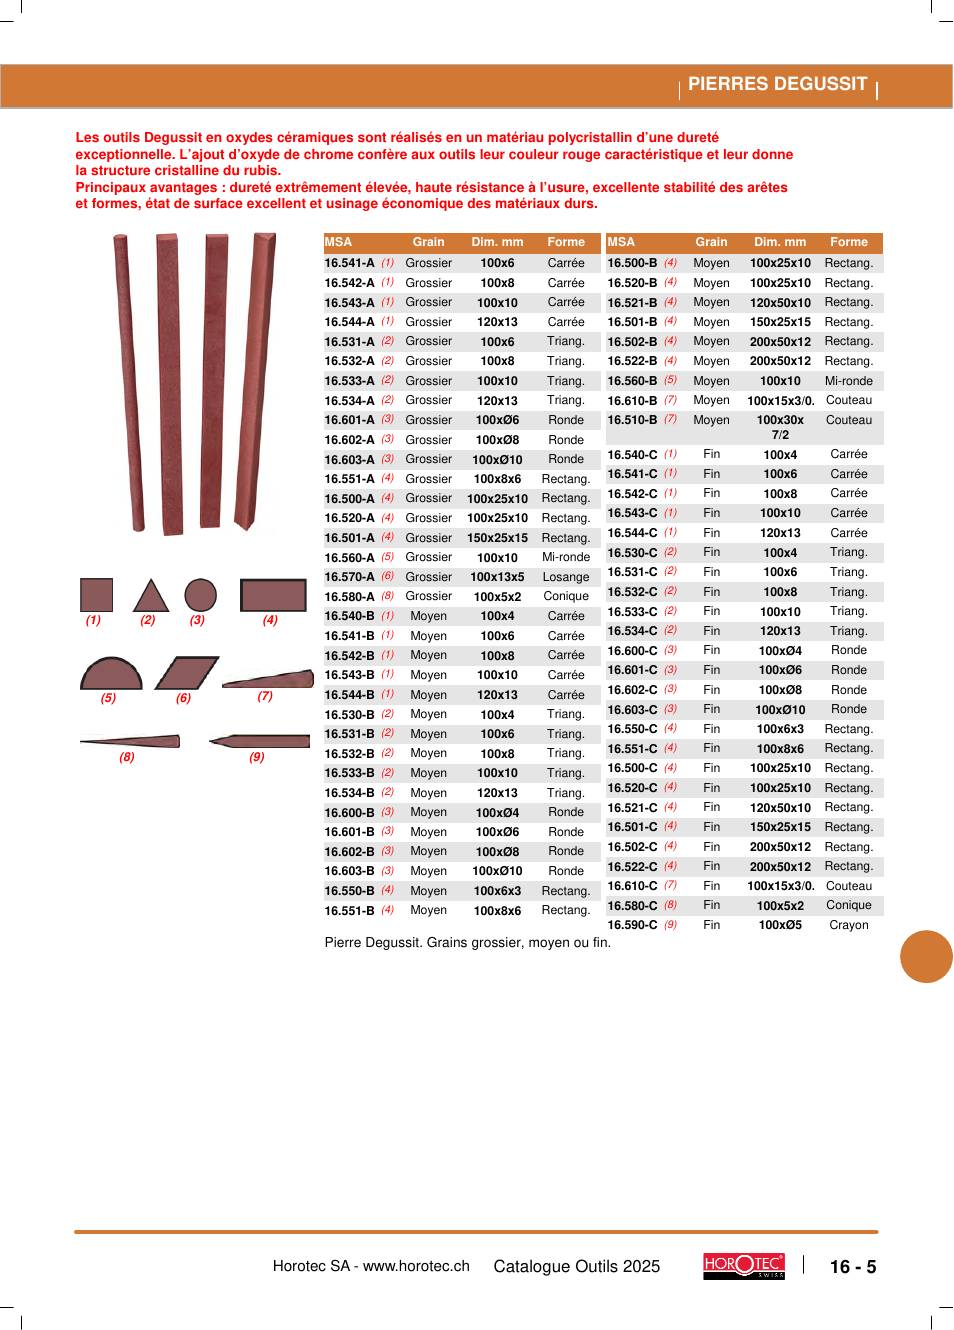 PIERRES DEGUSSIT
Les outils Degussit en oxydes céramiques sont réalisés en un matériau polycristallin d'une dureté
exceptionnelle. L'ajout d'oxyde de chrome confère aux outils leur couleur rouge caractéristique et leur donne
la structure cristalline du rubis.
Principaux avantages : dureté extrêmement élevée, haute résistance à l'usure, excellente stabilité des arêtes
et formes, état de surface excellent et usinage économique des matériaux durs.
(1) (2) (3) (4)
(5) (6) (7)
(8) (9)
MSA Grain Dim. mm Forme
16.541-A (1) Grossier 100x6 Carrée
16.542-A (1) Grossier 100x8 Carrée
16.543-A (1) Grossier 100x10 Carrée
16.544-A (1) Grossier 120x13 Carrée
16.531-A (2) Grossier 100x6 Triang.
16.532-A (2) Grossier 100x8 Triang.
16.533-A (2) Grossier 100x10 Triang.
16.534-A (2) Grossier 120x13 Triang.
16.601-A (3) Grossier 100xØ6 Ronde
16.602-A (3) Grossier 100xØ8 Ronde
16.603-A (3) Grossier 100xØ10 Ronde
16.551-A (4) Grossier 100x8x6 Rectang.
16.500-A (4) Grossier 100x25x10 Rectang.
16.520-A (4) Grossier 100x25x10 Rectang.
16.501-A (4) Grossier 150x25x15 Rectang.
16.560-A (5) Grossier 100x10 Mi-ronde
16.570-A (6) Grossier 100x13x5 Losange
16.580-A (8) Grossier 100x5x2 Conique
16.540-B (1) Moyen 100x4 Carrée
16.541-B (1) Moyen 100x6 Carrée
16.542-B (1) Moyen 100x8 Carrée
16.543-B (1) Moyen 100x10 Carrée
16.544-B (1) Moyen 120x13 Carrée
16.530-B (2) Moyen 100x4 Triang.
16.531-B (2) Moyen 100x6 Triang.
16.532-B (2) Moyen 100x8 Triang.
16.533-B (2) Moyen 100x10 Triang.
16.534-B (2) Moyen 120x13 Triang.
16.600-B (3) Moyen 100xØ4 Ronde
16.601-B (3) Moyen 100xØ6 Ronde
16.602-B (3) Moyen 100xØ8 Ronde
16.603-B (3) Moyen 100xØ10 Ronde
16.550-B (4) Moyen 100x6x3 Rectang.
16.551-B (4) Moyen 100x8x6 Rectang.
MSA Grain Dim. mm Forme
16.500-B (4) Moyen 100x25x10 Rectang.
16.520-B (4) Moyen 100x25x10 Rectang.
16.521-B (4) Moyen 120x50x10 Rectang.
16.501-B (4) Moyen 150x25x15 Rectang.
16.502-B (4) Moyen 200x50x12 Rectang.
16.522-B (4) Moyen 200x50x12 Rectang.
16.560-B (5) Moyen 100x10 Mi-ronde
16.610-B (7) Moyen 100x15x3/0. Couteau
16.510-B (7) Moyen 100x30x Couteau
7/2
16.540-C (1) Fin 100x4 Carrée
16.541-C (1) Fin 100x6 Carrée
16.542-C (1) Fin 100x8 Carrée
16.543-C (1) Fin 100x10 Carrée
16.544-C (1) Fin 120x13 Carrée
16.530-C (2) Fin 100x4 Triang.
16.531-C (2) Fin 100x6 Triang.
16.532-C (2) Fin 100x8 Triang.
16.533-C (2) Fin 100x10 Triang.
16.534-C (2) Fin 120x13 Triang.
16.600-C (3) Fin 100xØ4 Ronde
16.601-C (3) Fin 100xØ6 Ronde
16.602-C (3) Fin 100xØ8 Ronde
16.603-C (3) Fin 100xØ10 Ronde
16.550-C (4) Fin 100x6x3 Rectang.
16.551-C (4) Fin 100x8x6 Rectang.
16.500-C (4) Fin 100x25x10 Rectang.
16.520-C (4) Fin 100x25x10 Rectang.
16.521-C (4) Fin 120x50x10 Rectang.
16.501-C (4) Fin 150x25x15 Rectang.
16.502-C (4) Fin 200x50x12 Rectang.
16.522-C (4) Fin 200x50x12 Rectang.
16.610-C (7) Fin 100x15x3/0. Couteau
16.580-C (8) Fin 100x5x2 Conique
16.590-C (9) Fin 100xØ5 Crayon
Pierre Degussit. Grains grossier, moyen ou fin.
Horotec SA - www.horotec.ch Catalogue Outils 2025 HOROTEC® SWISS 16 - 5